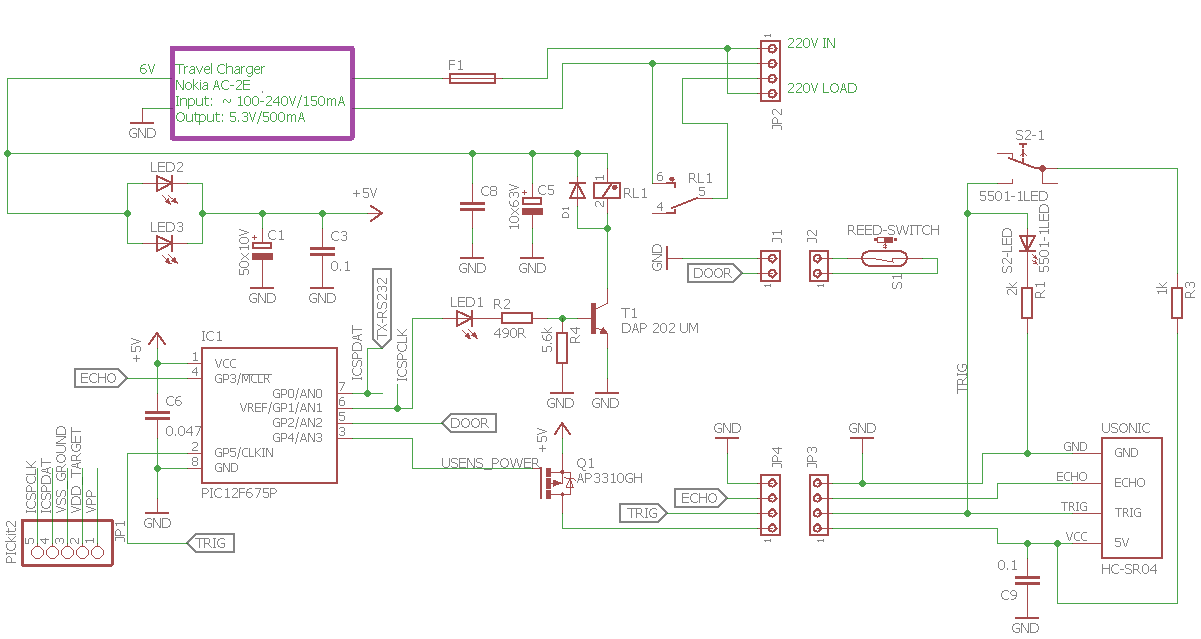 220V IN
1
6V
Travel Charger
Nokia AC-2E
Input: ~ 100-240V/150mA
Output: 5.3V/500mA
F1
220V LOAD
JP2
GND
S2-1
LED2
+5V
C8
10x63V
+
C5
D1
1
2
RL1
6
RL1
5
4
5501-1LED
LED3
50x10V
+
C1
C3
0.1
GND
GND
GND
GND
GND
DOOR
J1
J2
1
1
REED-SWITCH
S1
S2-LED
5501-1LED
2k
R1
1k
R3
TX-RS232
LED1
R2
490R
5.6k
R4
T1
DAP 202 UM
GND
GND
+5V
IC1
ICSPDAT
ICSPCLK
ECHO
1
4
VCC
GP3/MCLR
GP0/AN0
VREF/GP1/AN1
GP2/AN2
GP4/AN3
GP5/CLKIN
GND
7
6
5
3
2
8
PIC12F675P
C6
0.047
GND
DOOR
TRIG
USENS_POWER
+5V
Q1
AP3310GH
GND
JP4
JP3
GND
ECHO
TRIG
1
1
TRIG
USONIC
GND
ECHO
TRIG
VCC
GND
ECHO
TRIG
5V
HC-SR04
0.1
C9
GND
ICSPCLK
ICSPDAT
VSS_GROUND
VDD_TARGET
VPP
PICkit2
5
4
3
2
1
JP1